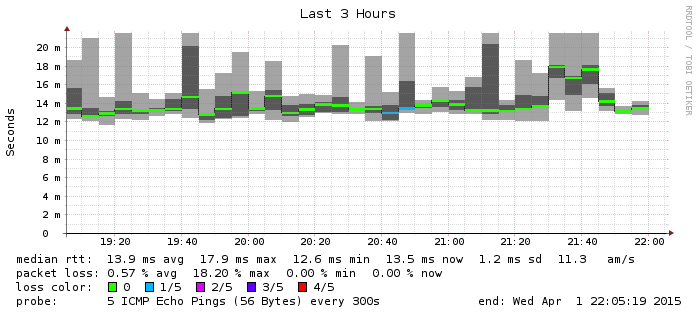 Last 3 Hours
RRDTOOL / TOBI OETIKER
Seconds
20 m
18 m
16 m
14 m
12 m
10 m
8 m
6 m
4 m
2 m
0
19:20 19:40 20:00 20:20 20:40 21:00 21:20 21:40 22:00
median rtt: 13.9 ms avg 17.9 ms max 12.6 ms min 13.5 ms now 1.2 ms sd 11.3 am/s
packet loss: 0.57 % avg 18.20 % max 0.00 % min 0.00 % now
loss color: 0 1/5 2/5 3/5 4/5
probe: 5 ICMP Echo Pings (56 Bytes) every 300s end: Wed Apr 1 22:05:19 2015